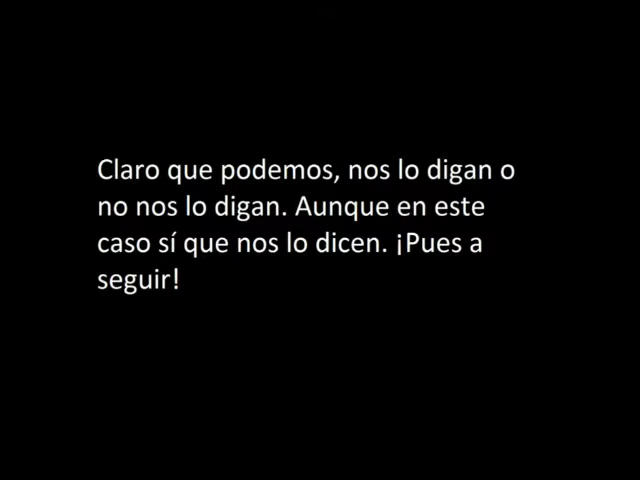 Claro que podemos, nos lo digan o
no nos lo digan. Aunque en este
caso sí que nos lo dicen. ¡Pues a
seguir!